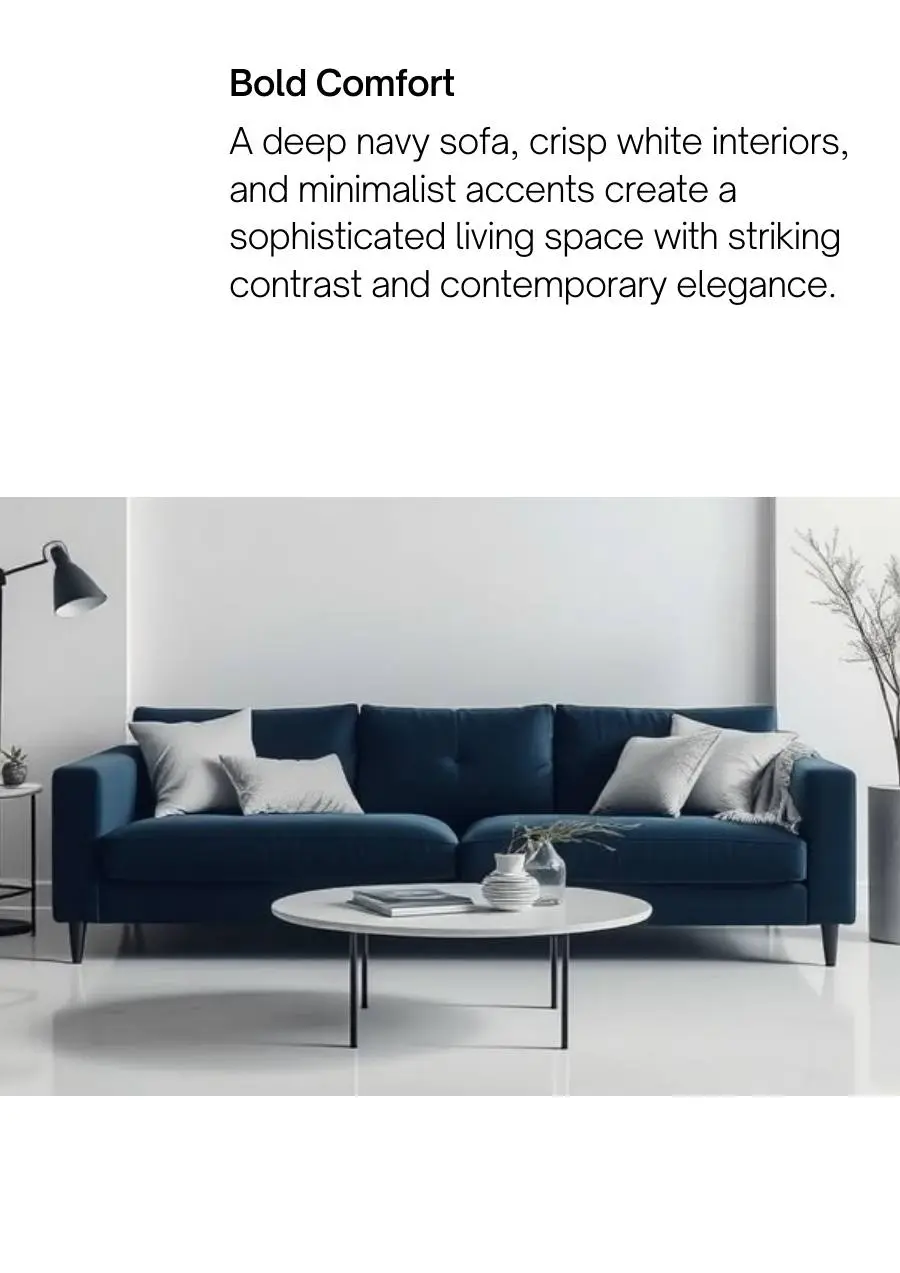 Bold Comfort
A deep navy sofa, crisp white interiors,
and minimalist accents create a
sophisticated living space with striking
contrast and contemporary elegance.